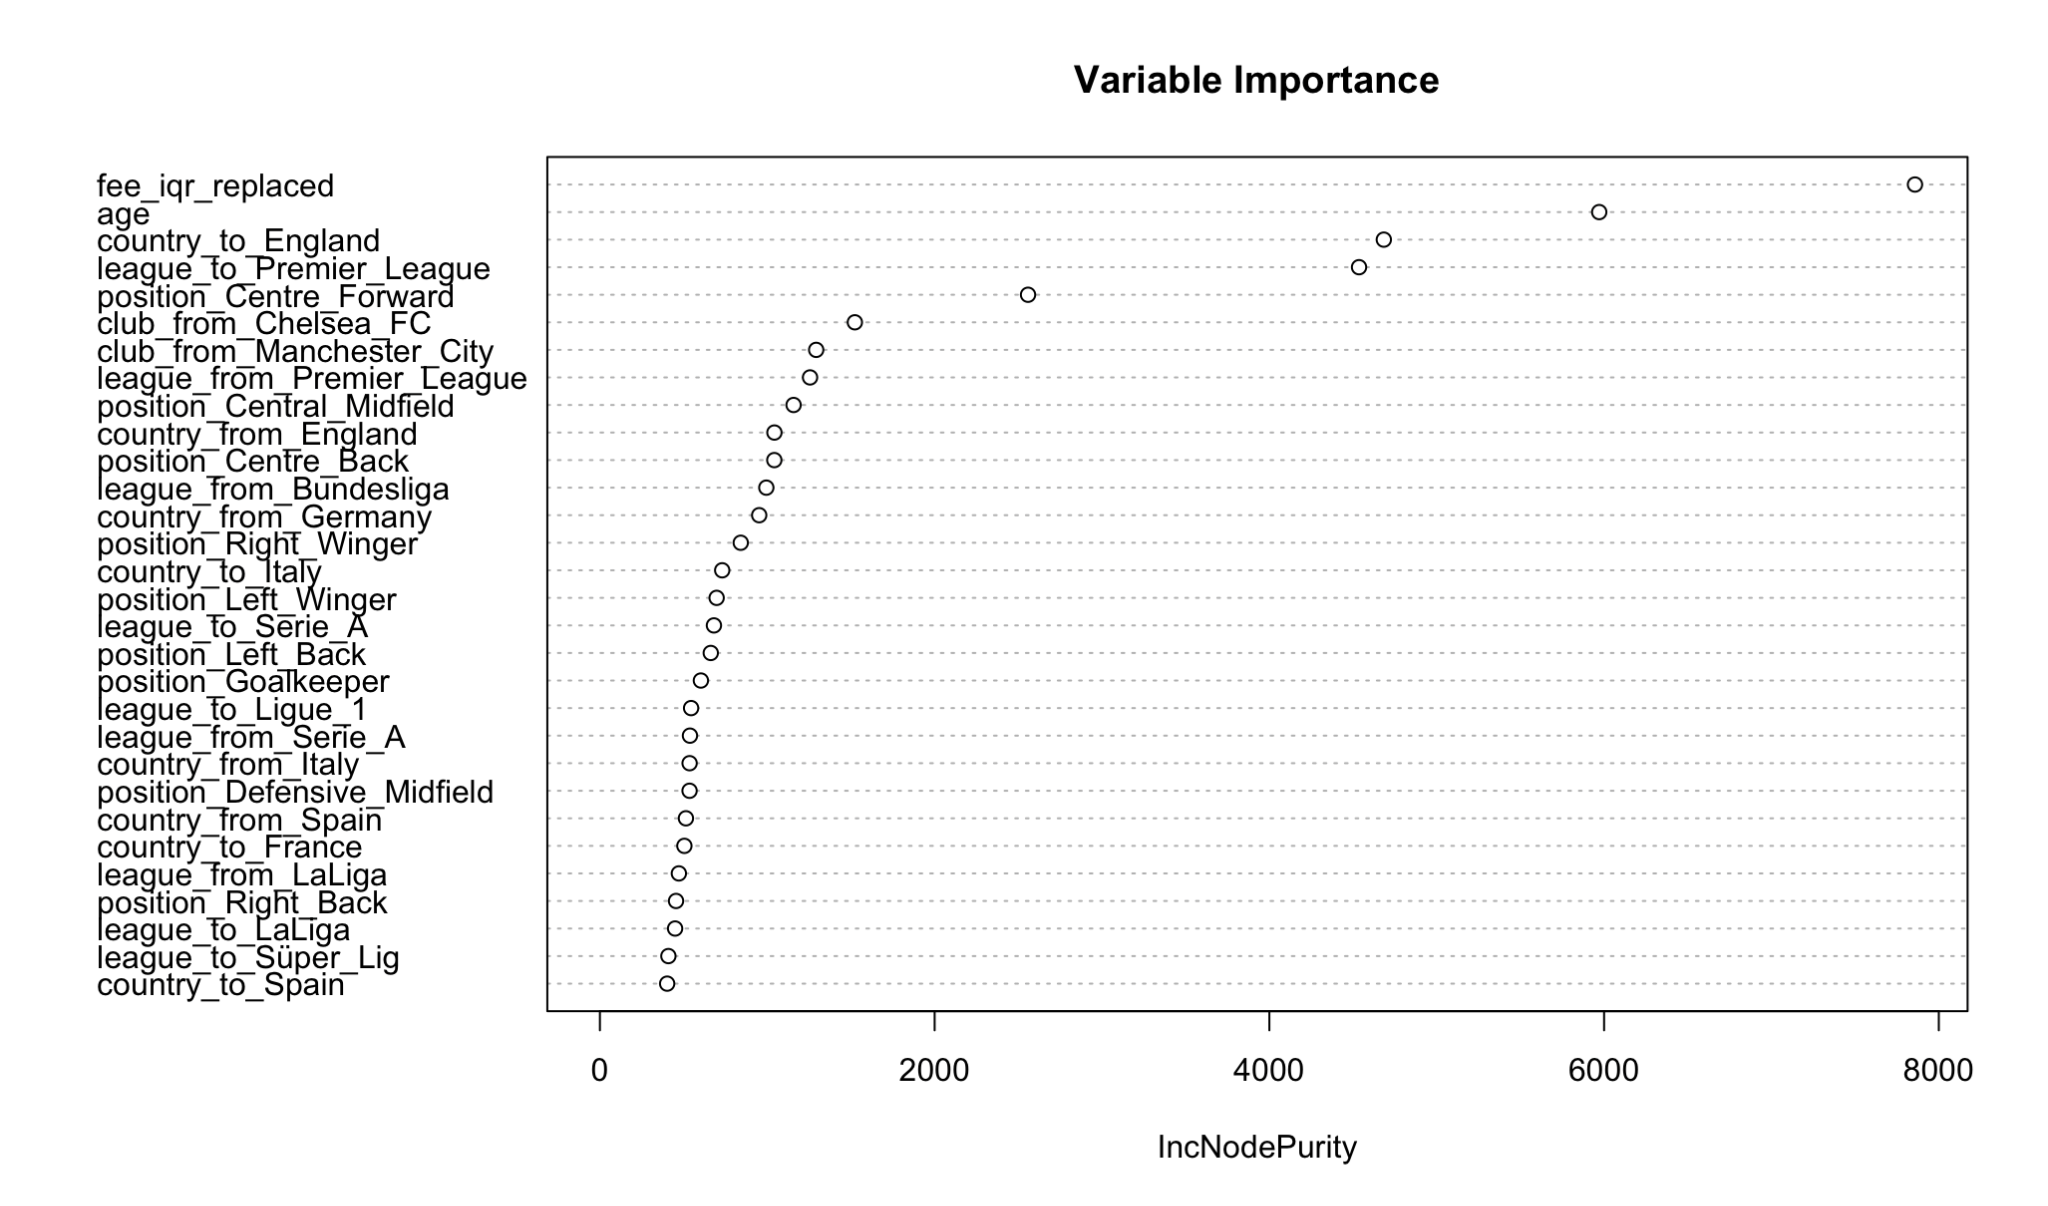 Variable Importance
fee_iqr_replaced
age
country_to_England
league_to_Premier_League
position_Centre_Forward
club_from_Chelsea_FC
club_from_Manchester_City
league_from_Premier_League
position_Central_Midfield
country_from_England
position_Centre_Back
league_from_Bundesliga
country_from_Germany
position_Right_Winger
country_to_Italy
position_Left_Winger
league_to_Serie_A
position_Left_Back
position_Goalkeeper
league_to_Ligue_1
league_from_Serie_A
country_from_Italy
position_Defensive_Midfield
country_from_Spain
country_to_France
league_from_LaLiga
position_Right_Back
league_to_LaLiga
league_to_Süper_Lig
country_to_Spain
0 2000 4000 6000 8000
IncNodePurity